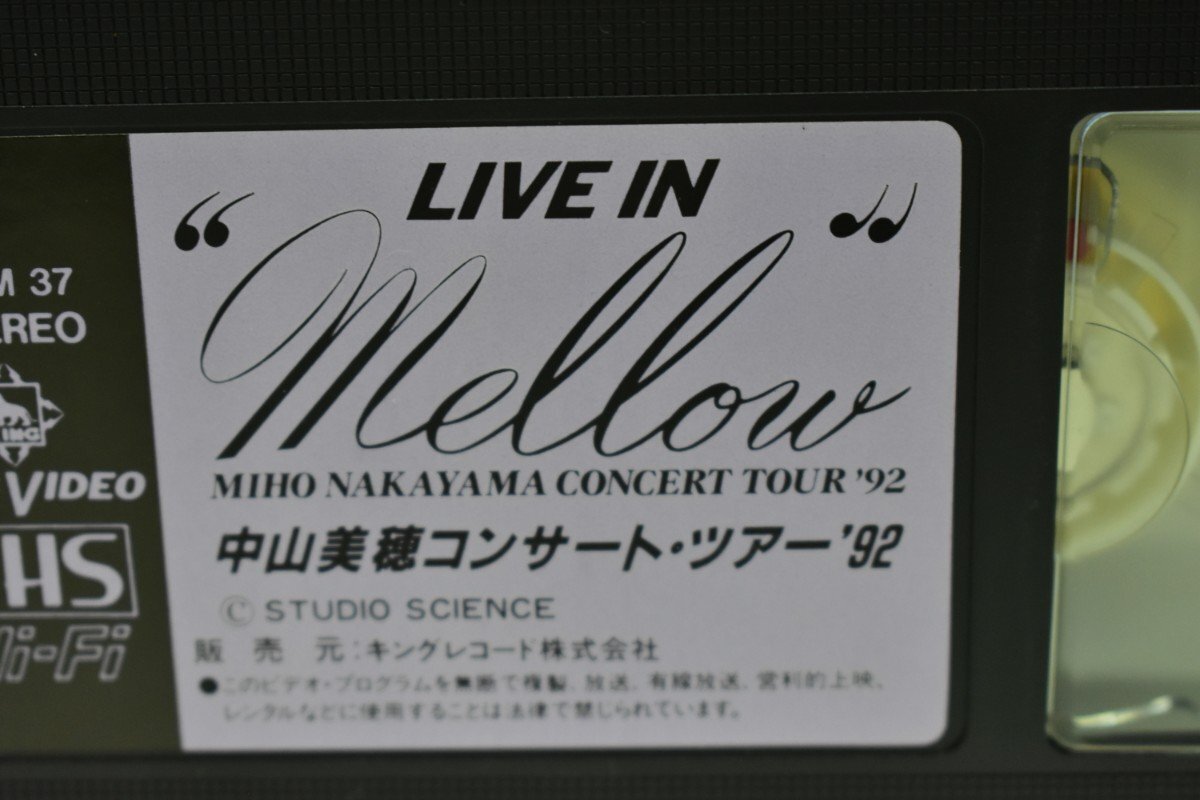 M 37
EREO
ING
VIDEO
HS
Hi-Fi
LIVE IN
“Mellow”
MIHO NAKAYAMA CONCERT TOUR '92
中山美穂コンサート・ツアー'92
Ⓒ STUDIO SCIENCE
販売元:キングレコード株式会社
●このビデオ・プログラムを無断で複製、放送、有線放送、営利的上映、
レンタルなどに使用することは法律で禁じられています。